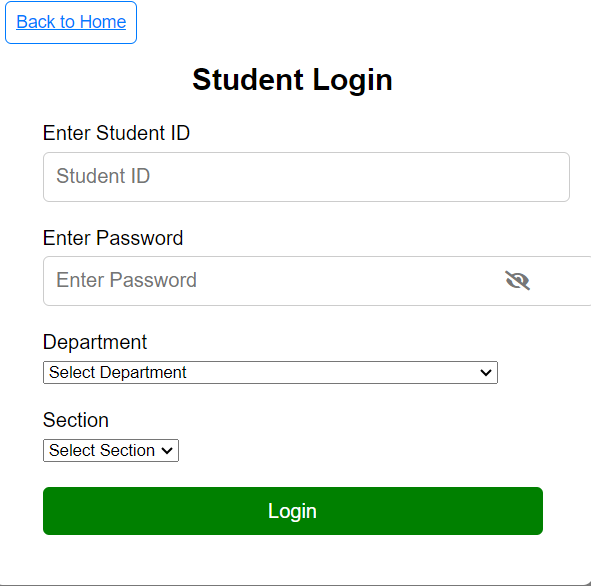 Back to Home
Student Login
Enter Student ID
Student ID
Enter Password
Enter Password
Department
Select Department
Section
Select Section
Login